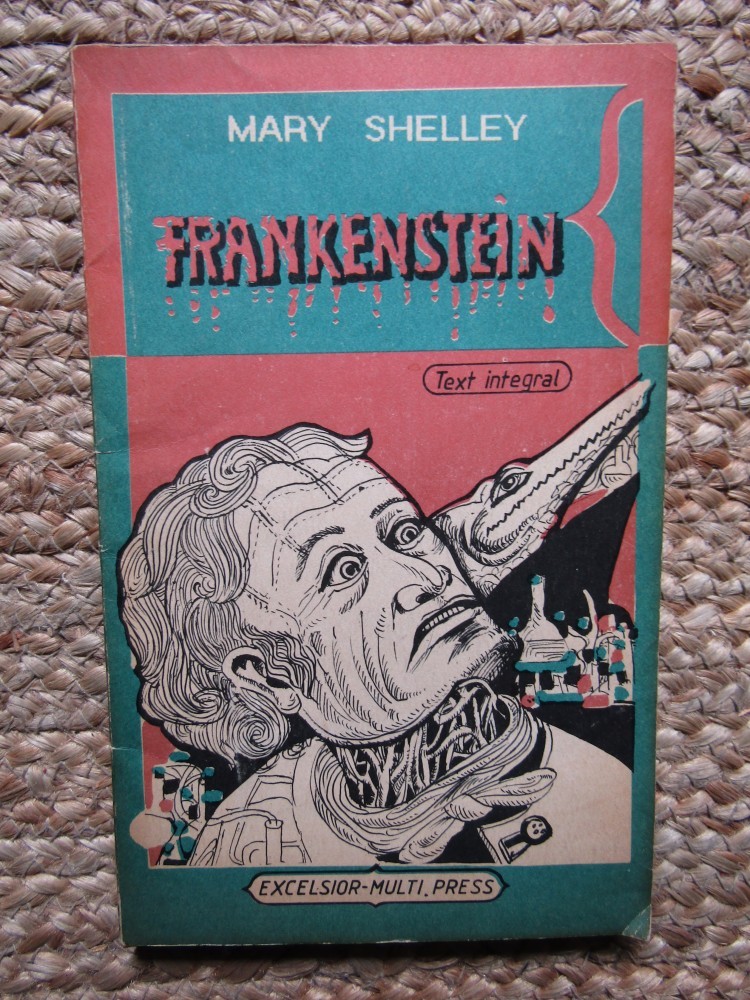 MARY SHELLEY
FRANKENSTEiN
Text integral
EXCELSIOR-MULTI.PRESS